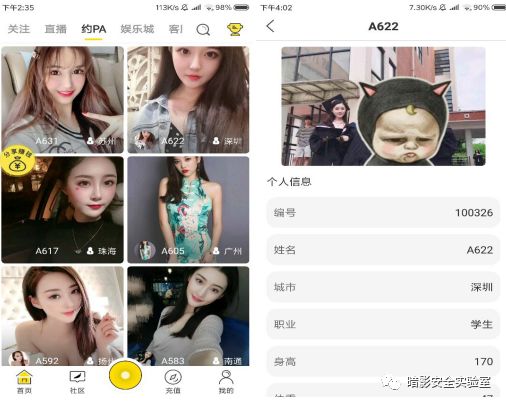 下午2:35
113K/s 98%
关注 直播 约PA 娱乐城 客
A631 苏州
A622 深圳
分享赚钱
A617 珠海
A605 广州
A592 扬州
A583 南通
首页 社区 充值 我的
下午4:02
7.30K/s 90%
A622
个人信息
编号 100326
姓名 A622
城市 深圳
职业 学生
身高 170
体重 47
暗影安全实验室